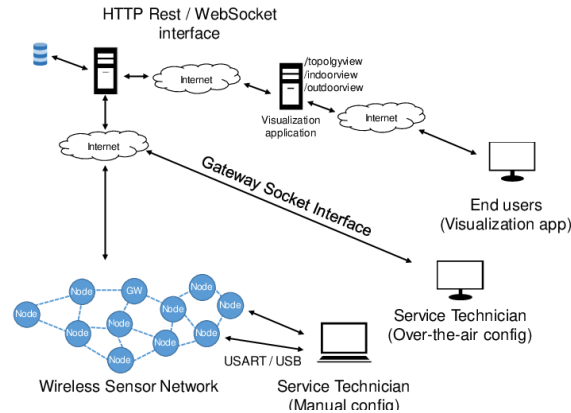 HTTP Rest / WebSocket
interface
Internet
/topolgyview
/indoorview
/outdoorview
Visualization
application
Internet
Internet
Gateway Socket Interface
End users
(Visualization app)
Service Technician
(Over-the-air config)
Node
GW
Node
Node
Node
Node
Node
Node
Node
Node
USART / USB
Wireless Sensor Network
Service Technician
(Manual config)